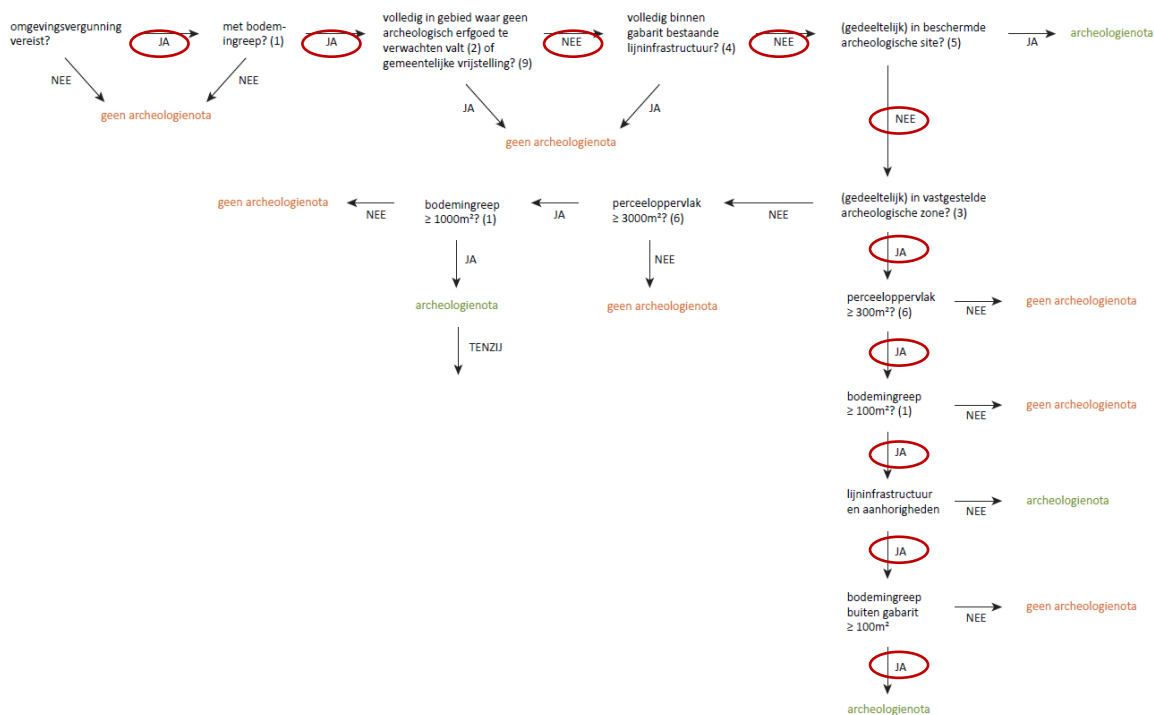 omgevingsvergunning
vereist?
JA
met bodem-
ingreep? (1)
JA
volledig in gebied waar geen
archeologisch erfgoed te
verwachten valt (2) of
gemeentelijke vrijstelling? (9)
NEE
volledig binnen
gabarit bestaande
lijninfrastructuur? (4)
NEE
(gedeeltelijk) in beschermde
archeologische site? (5)
JA
archeologienota
NEE
NEE
geen archeologienota
JA
JA
geen archeologienota
NEE
geen archeologienota
NEE
bodemingreep
≥ 1000m²? (1)
JA
perceeloppervlak
≥ 3000m²? (6)
NEE
(gedeeltelijk) in vastgestelde
archeologische zone? (3)
JA
archeologienota
TENZIJ
NEE
geen archeologienota
JA
perceeloppervlak
≥ 300m²? (6)
NEE
geen archeologienota
JA
bodemingreep
≥ 100m²? (1)
NEE
geen archeologienota
JA
lijninfrastructuur
en aanhorigheden
NEE
archeologienota
JA
bodemingreep
buiten gabarit
≥ 100m²
NEE
geen archeologienota
JA
archeologienota